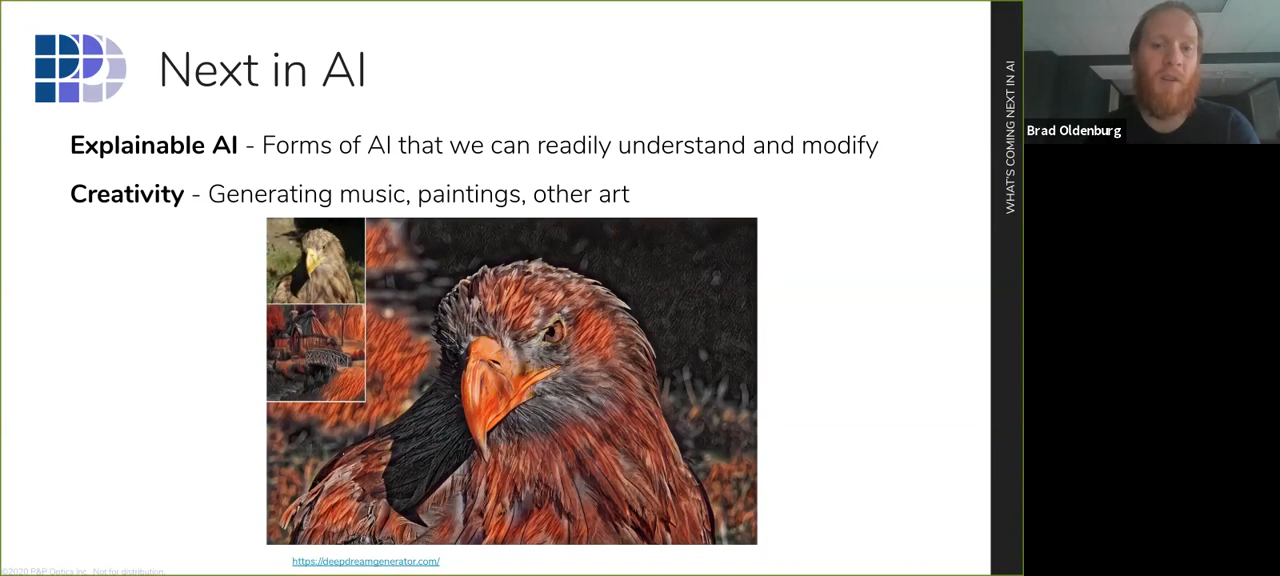 Next in AI
Explainable AI - Forms of AI that we can readily understand and modify
Creativity - Generating music, paintings, other art
https://deepdreamgenerator.com/
©2020 P&P Optica Inc. Not for distribution.
WHAT'S COMING NEXT IN AI
Brad Oldenburg